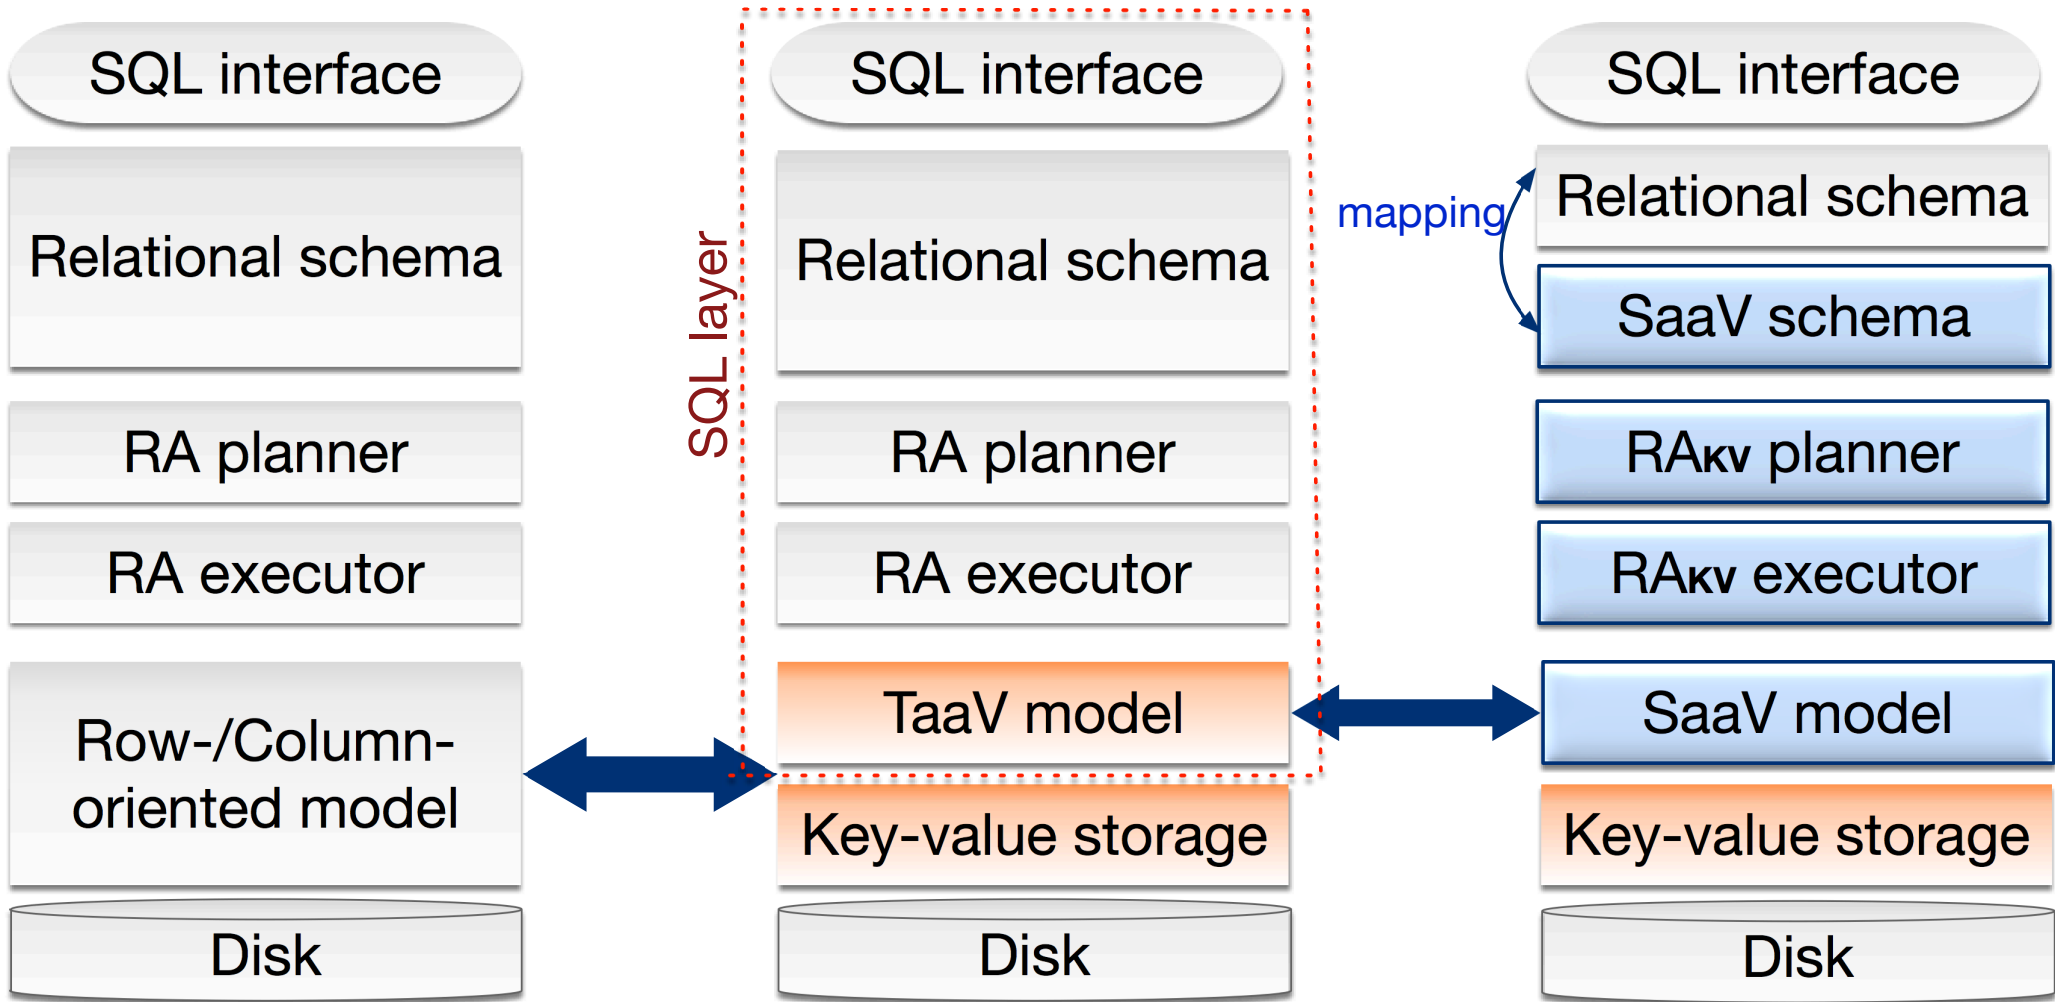 SQL interface
Relational schema
RA planner
RA executor
Row-/Column-
oriented model
Disk
SQL layer
SQL interface
Relational schema
RA planner
RA executor
TaaV model
Key-value storage
Disk
mapping
SQL interface
Relational schema
SaaV schema
RAKV planner
RAKV executor
SaaV model
Key-value storage
Disk